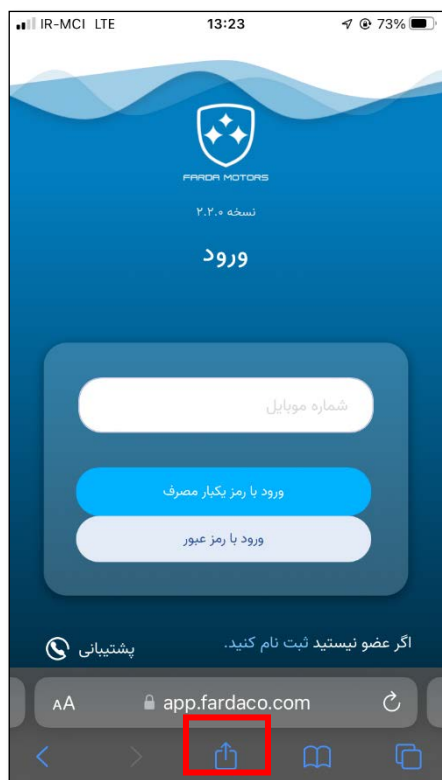 IR-MCI LTE 13:23 73%
FARDA MOTORS
نسخه ۲.۲.۰
ورود
شماره موبایل
ورود با رمز یکبار مصرف
ورود با رمز عبور
اگر عضو نیستید ثبت نام کنید.
پشتیبانی
AA app.fardaco.com